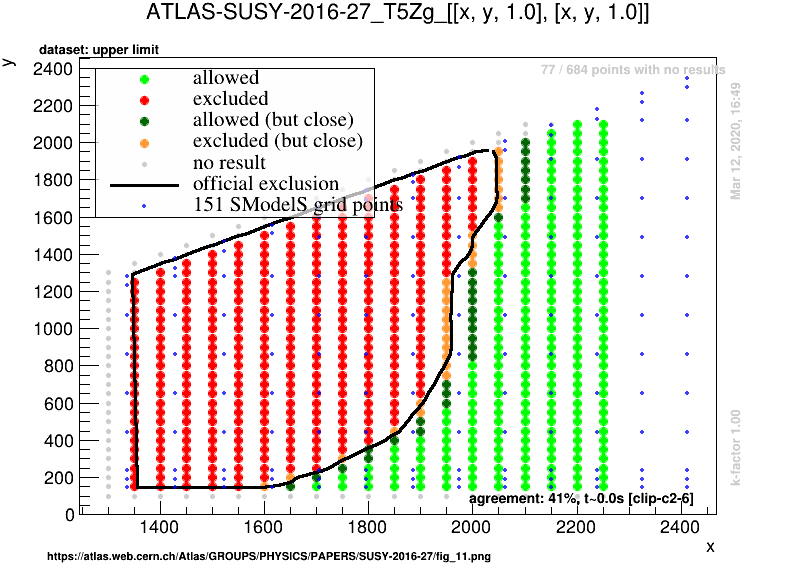 ATLAS-SUSY-2016-27_T5Zg_[[x, y, 1.0], [x, y, 1.0]]
dataset: upper limit
y
77 / 684 points with no results
allowed
excluded
allowed (but close)
excluded (but close)
no result
official exclusion
151 SModelS grid points
2400
2200
2000
1800
1600
1400
1200
1000
800
600
400
200
0
Mar 12, 2020, 16:49
k-factor 1.00
agreement: 41%, t~0.0s [clip-c2-6]
1400 1600 1800 2000 2200 2400
x
https://atlas.web.cern.ch/Atlas/GROUPS/PHYSICS/PAPERS/SUSY-2016-27/fig_11.png